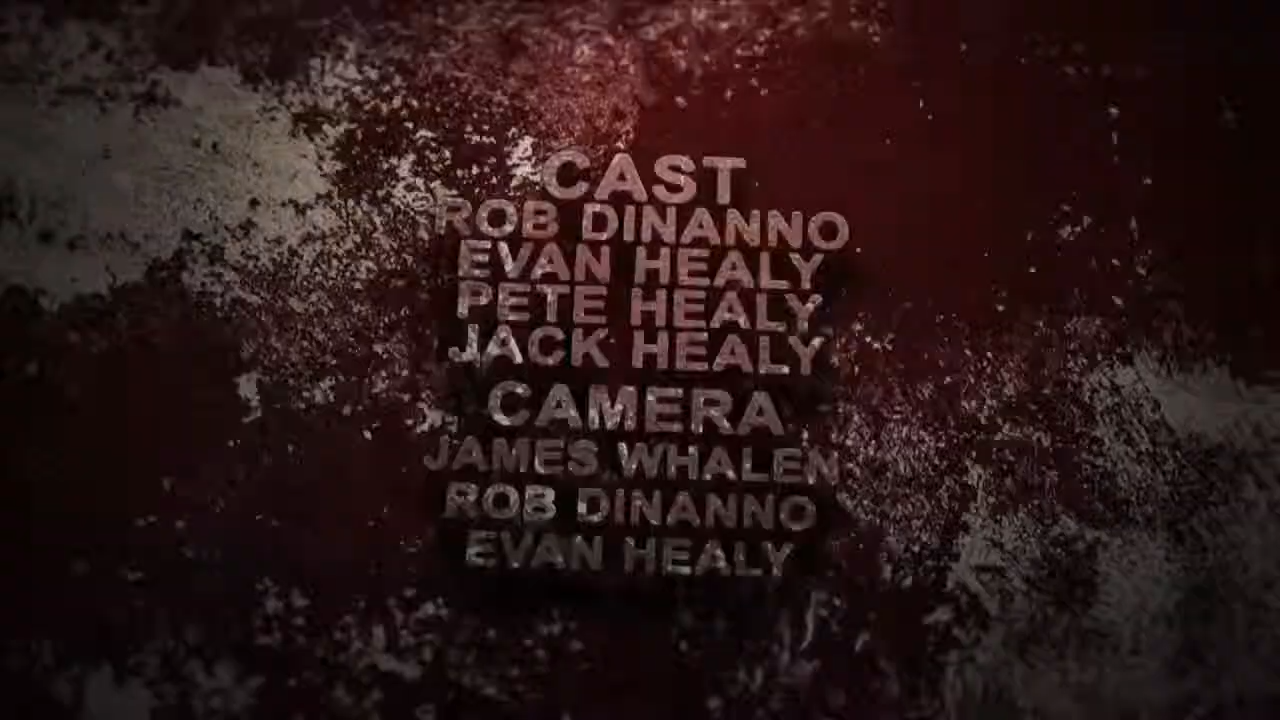 CAST
ROB DINANNO
EVAN HEALY
PETE HEALY
JACK HEALY
CAMERA
JAMES WHALEN
ROB DINANNO
EVAN HEALY